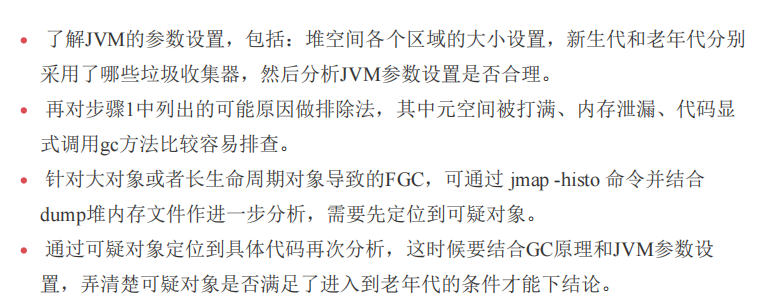 了解JVM的参数设置，包括：堆空间各个区域的大小设置，新生代和老年代分别
采用了哪些垃圾收集器，然后分析JVM参数设置是否合理。
再对步骤1中列出的可能原因做排除法，其中元空间被打满、内存泄漏、代码显
式调用gc方法比较容易排查。
针对大对象或者长生命周期对象导致的FGC，可通过 jmap -histo 命令并结合
dump堆内存文件作进一步分析，需要先定位到可疑对象。
通过可疑对象定位到具体代码再次分析，这时候要结合GC原理和JVM参数设
置，弄清楚可疑对象是否满足了进入到老年代的条件才能下结论。